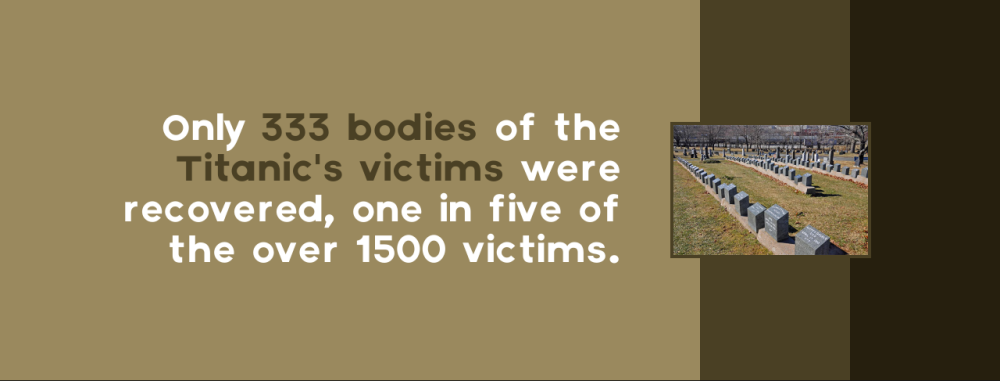 Only 333 bodies of the
Titanic's victims were
recovered, one in five of
the over 1500 victims.